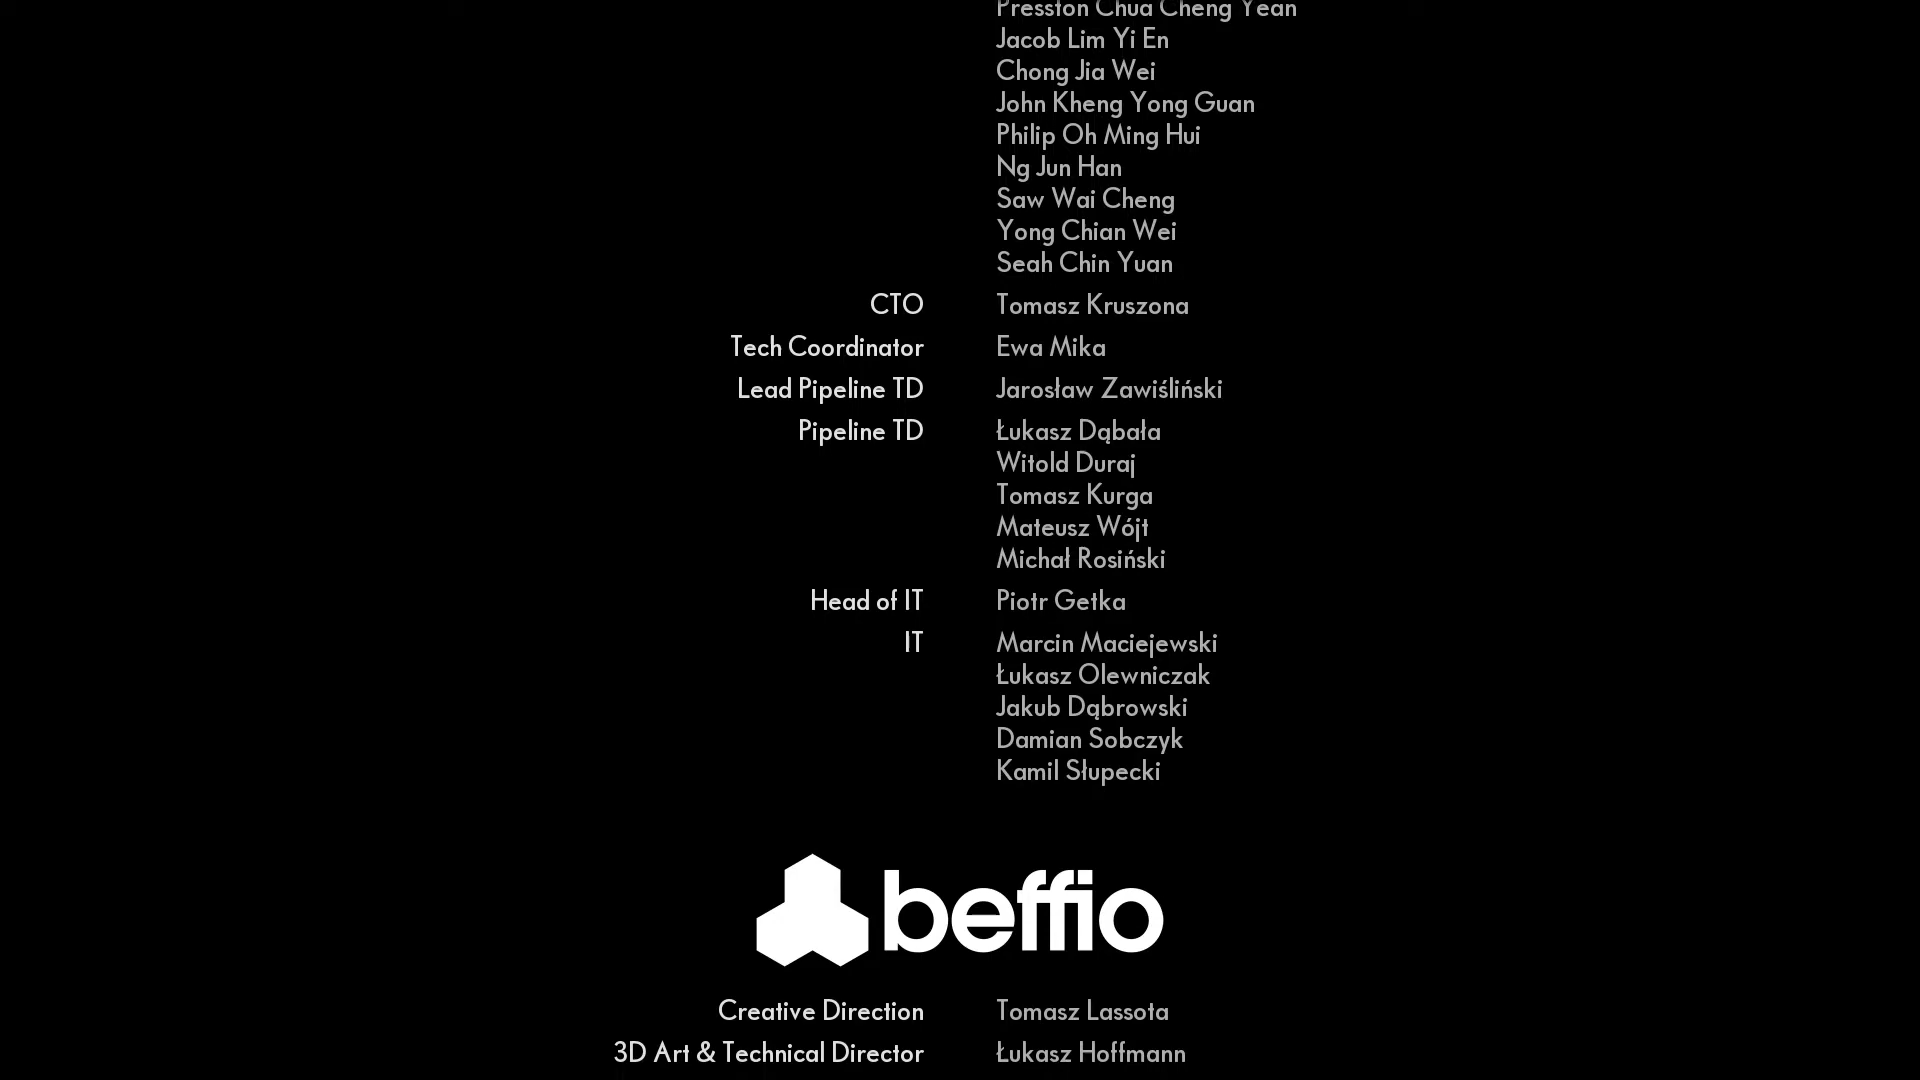 Presston Chua Cheng Yean
Jacob Lim Yi En
Chong Jia Wei
John Kheng Yong Guan
Philip Oh Ming Hui
Ng Jun Han
Saw Wai Cheng
Yong Chian Wei
Seah Chin Yuan
CTO Tomasz Kruszona
Tech Coordinator Ewa Mika
Lead Pipeline TD Jarosław Zawiśliński
Pipeline TD Łukasz Dąbała
Witold Duraj
Tomasz Kurga
Mateusz Wójt
Michał Rosiński
Head of IT Piotr Getka
IT Marcin Maciejewski
Łukasz Olewniczak
Jakub Dąbrowski
Damian Sobczyk
Kamil Słupecki
beffio
Creative Direction Tomasz Lassota
3D Art & Technical Director Łukasz Hoffmann